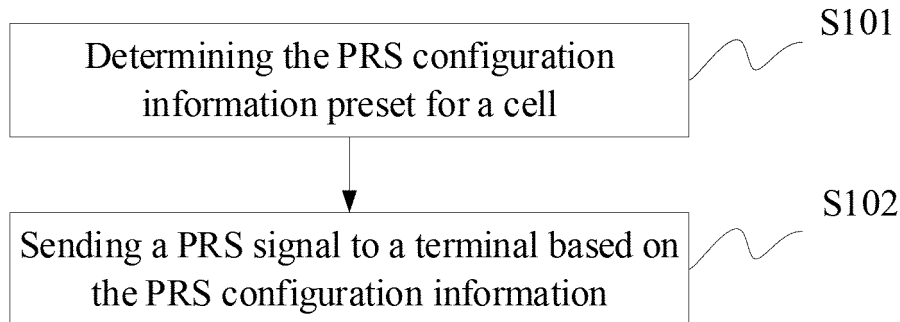 S101
Determining the PRS configuration
information preset for a cell
S102
Sending a PRS signal to a terminal based on
the PRS configuration information